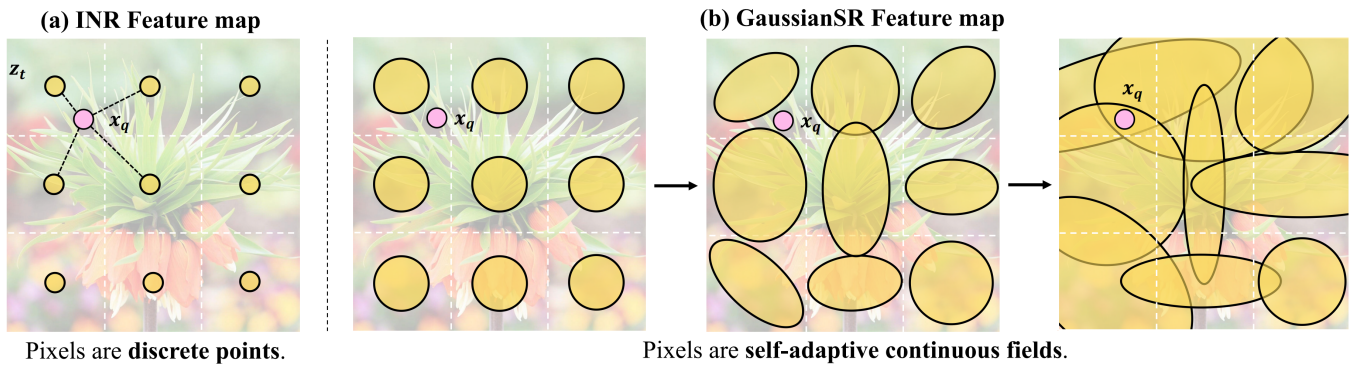 (a) INR Feature map
(b) GaussianSR Feature map
z_t
x_q
x_q
x_q
x_q
Pixels are discrete points.
Pixels are self-adaptive continuous fields.